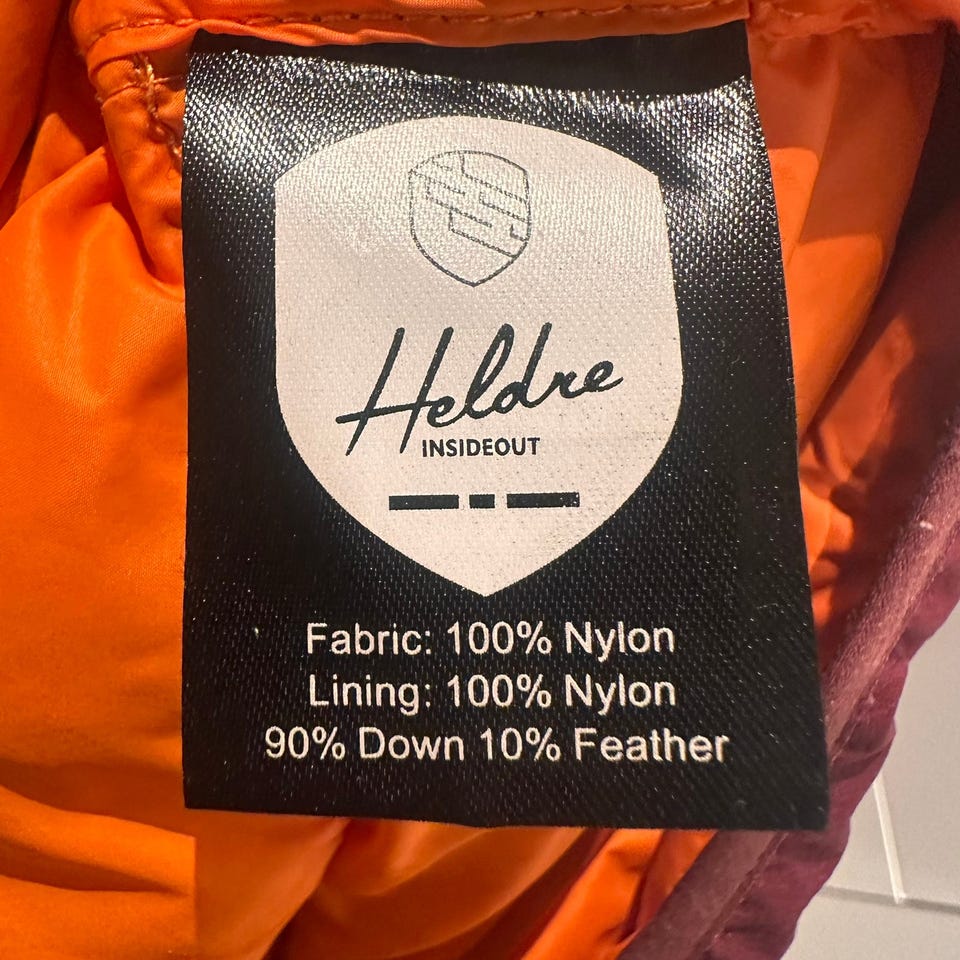 Heldre
INSIDEOUT
Fabric: 100% Nylon
Lining: 100% Nylon
90% Down 10% Feather